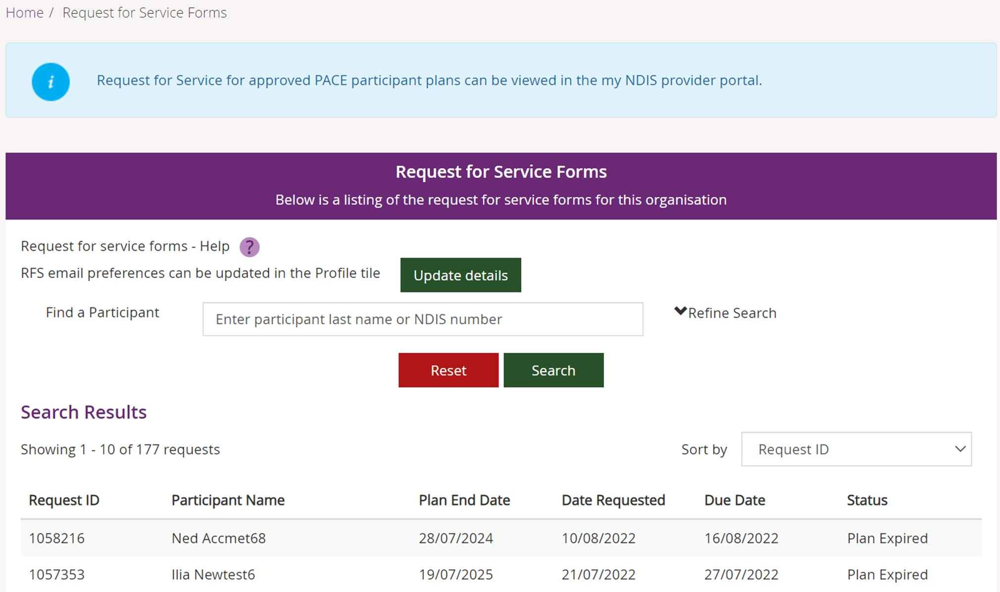 Home / Request for Service Forms
i
Request for Service for approved PACE participant plans can be viewed in the my NDIS provider portal.
Request for Service Forms
Below is a listing of the request for service forms for this organisation
Request for service forms - Help ?
RFS email preferences can be updated in the Profile tile Update details
Find a Participant Enter participant last name or NDIS number Refine Search
Reset Search
Search Results
Showing 1 - 10 of 177 requests Sort by Request ID
Request ID Participant Name Plan End Date Date Requested Due Date Status
1058216 Ned Accmet68 28/07/2024 10/08/2022 16/08/2022 Plan Expired
1057353 Ilia Newtest6 19/07/2025 21/07/2022 27/07/2022 Plan Expired